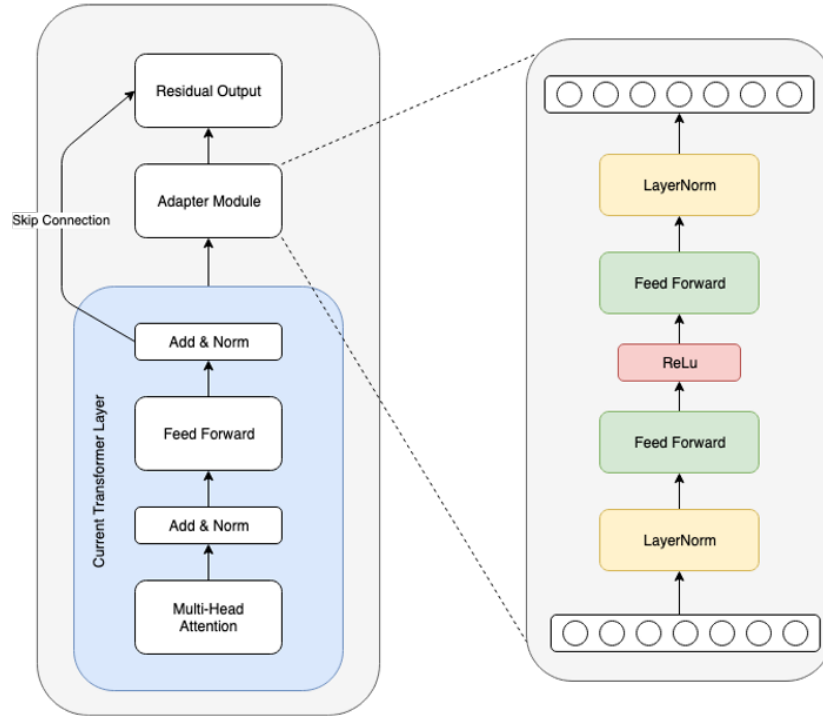 Residual Output
Adapter Module
Skip Connection
Add & Norm
Feed Forward
Add & Norm
Multi-Head
Attention
Current Transformer Layer
LayerNorm
Feed Forward
ReLu
Feed Forward
LayerNorm